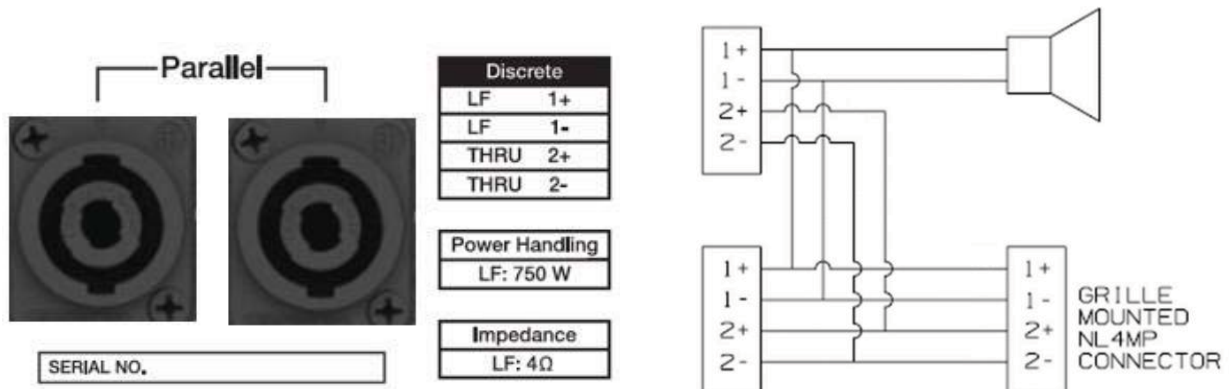 Parallel
Discrete
LF 1+
LF 1-
THRU 2+
THRU 2-
Power Handling
LF: 750 W
Impedance
LF: 4Ω
SERIAL NO.
1+
1-
2+
2-
1+
1-
2+
2-
1+
1-
2+
2-
GRILLE
MOUNTED
NL4MP
CONNECTOR